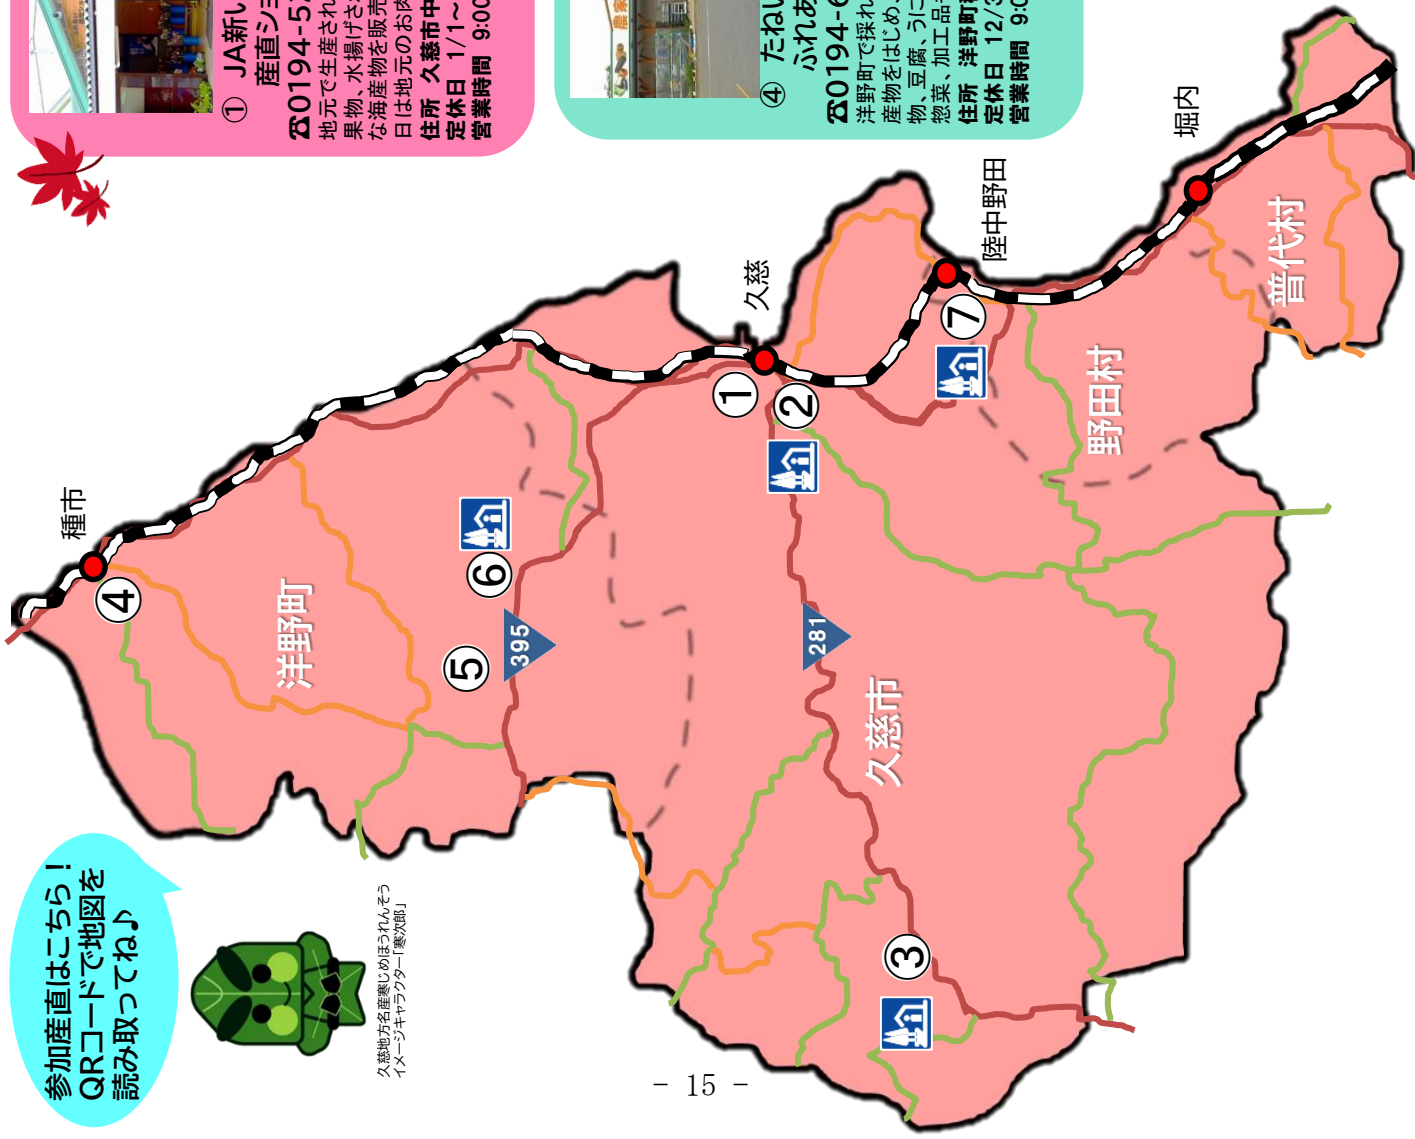 参加産直はこちら！
QRコードで地図を
読み取ってね♪
久慈地方名産寒じめほうれんそう
イメージキャラクター「寒次郎」
① JA新い
産直ショ
☎0194-5
地元で生産され
果物、水揚げさ
な海産物を販売
日は地元のお肉
住所 久慈市中
定休日 1/1～
営業時間 9:00
④ たねい
ふれあ
☎0194-6
洋野町で採れ
産物をはじめ、
物、豆腐、うに
惣菜、加工品
住所 洋野町
定休日 12/3
営業時間 9:0
種市
④
洋野町
⑤
⑥
395
久慈
①
②
281
久慈市
③
陸中野田
⑦
野田村
堀内
普代村
- 15 -